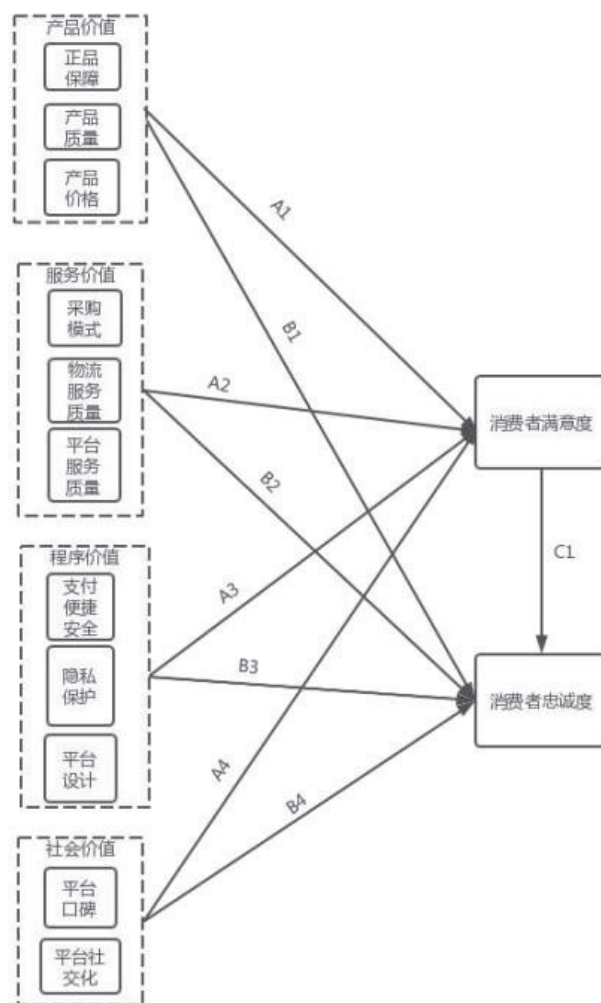 产品价值
正品
保障
产品
质量
产品
价格
服务价值
采购
模式
物流
服务
质量
平台
服务
质量
程序价值
支付
便捷
安全
隐私
保护
平台
设计
社会价值
平台
口碑
平台社
交化
A1
B1
A2
B2
A3
B3
A4
B4
消费者满意度
C1
消费者忠诚度